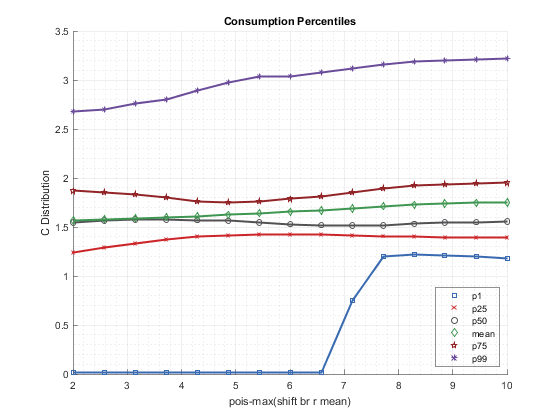 Consumption Percentiles
3.5
3
2.5
2
1.5
1
0.5
0
C Distribution
2 3 4 5 6 7 8 9 10
pois-max(shift br r mean)
p1
p25
p50
mean
p75
p99